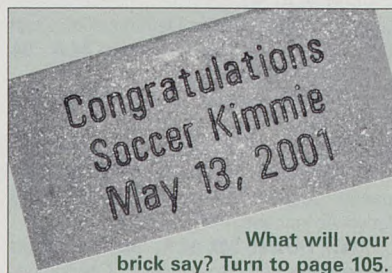 Congratulations
Soccer Kimmie
May 13, 2001
What will your
brick say? Turn to page 105.